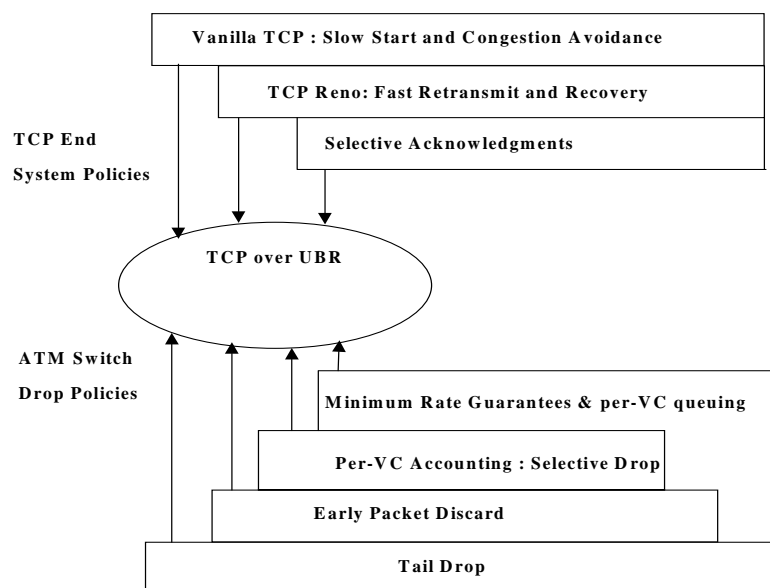 Vanilla TCP : Slow Start and Congestion Avoidance
TCP Reno: Fast Retransmit and Recovery
Selective Acknowledgments
TCP End
System Policies
TCP over UBR
ATM Switch
Drop Policies
Minimum Rate Guarantees & per-VC queuing
Per-VC Accounting : Selective Drop
Early Packet Discard
Tail Drop